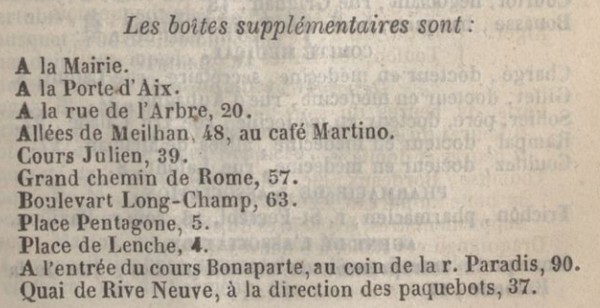 Les boîtes supplémentaires sont :
A la Mairie.
A la Porte d'Aix.
A la rue de l'Arbre, 20.
Allées de Meilhan, 48, au café Martino.
Cours Julien, 39.
Grand chemin de Rome, 57.
Boulevart Long-Champ, 63.
Place Pentagone, 5.
Place de Lenche, 4.
A l'entrée du cours Bonaparte, au coin de la r. Paradis, 90.
Quai de Rive Neuve, à la direction des paquebots, 37.